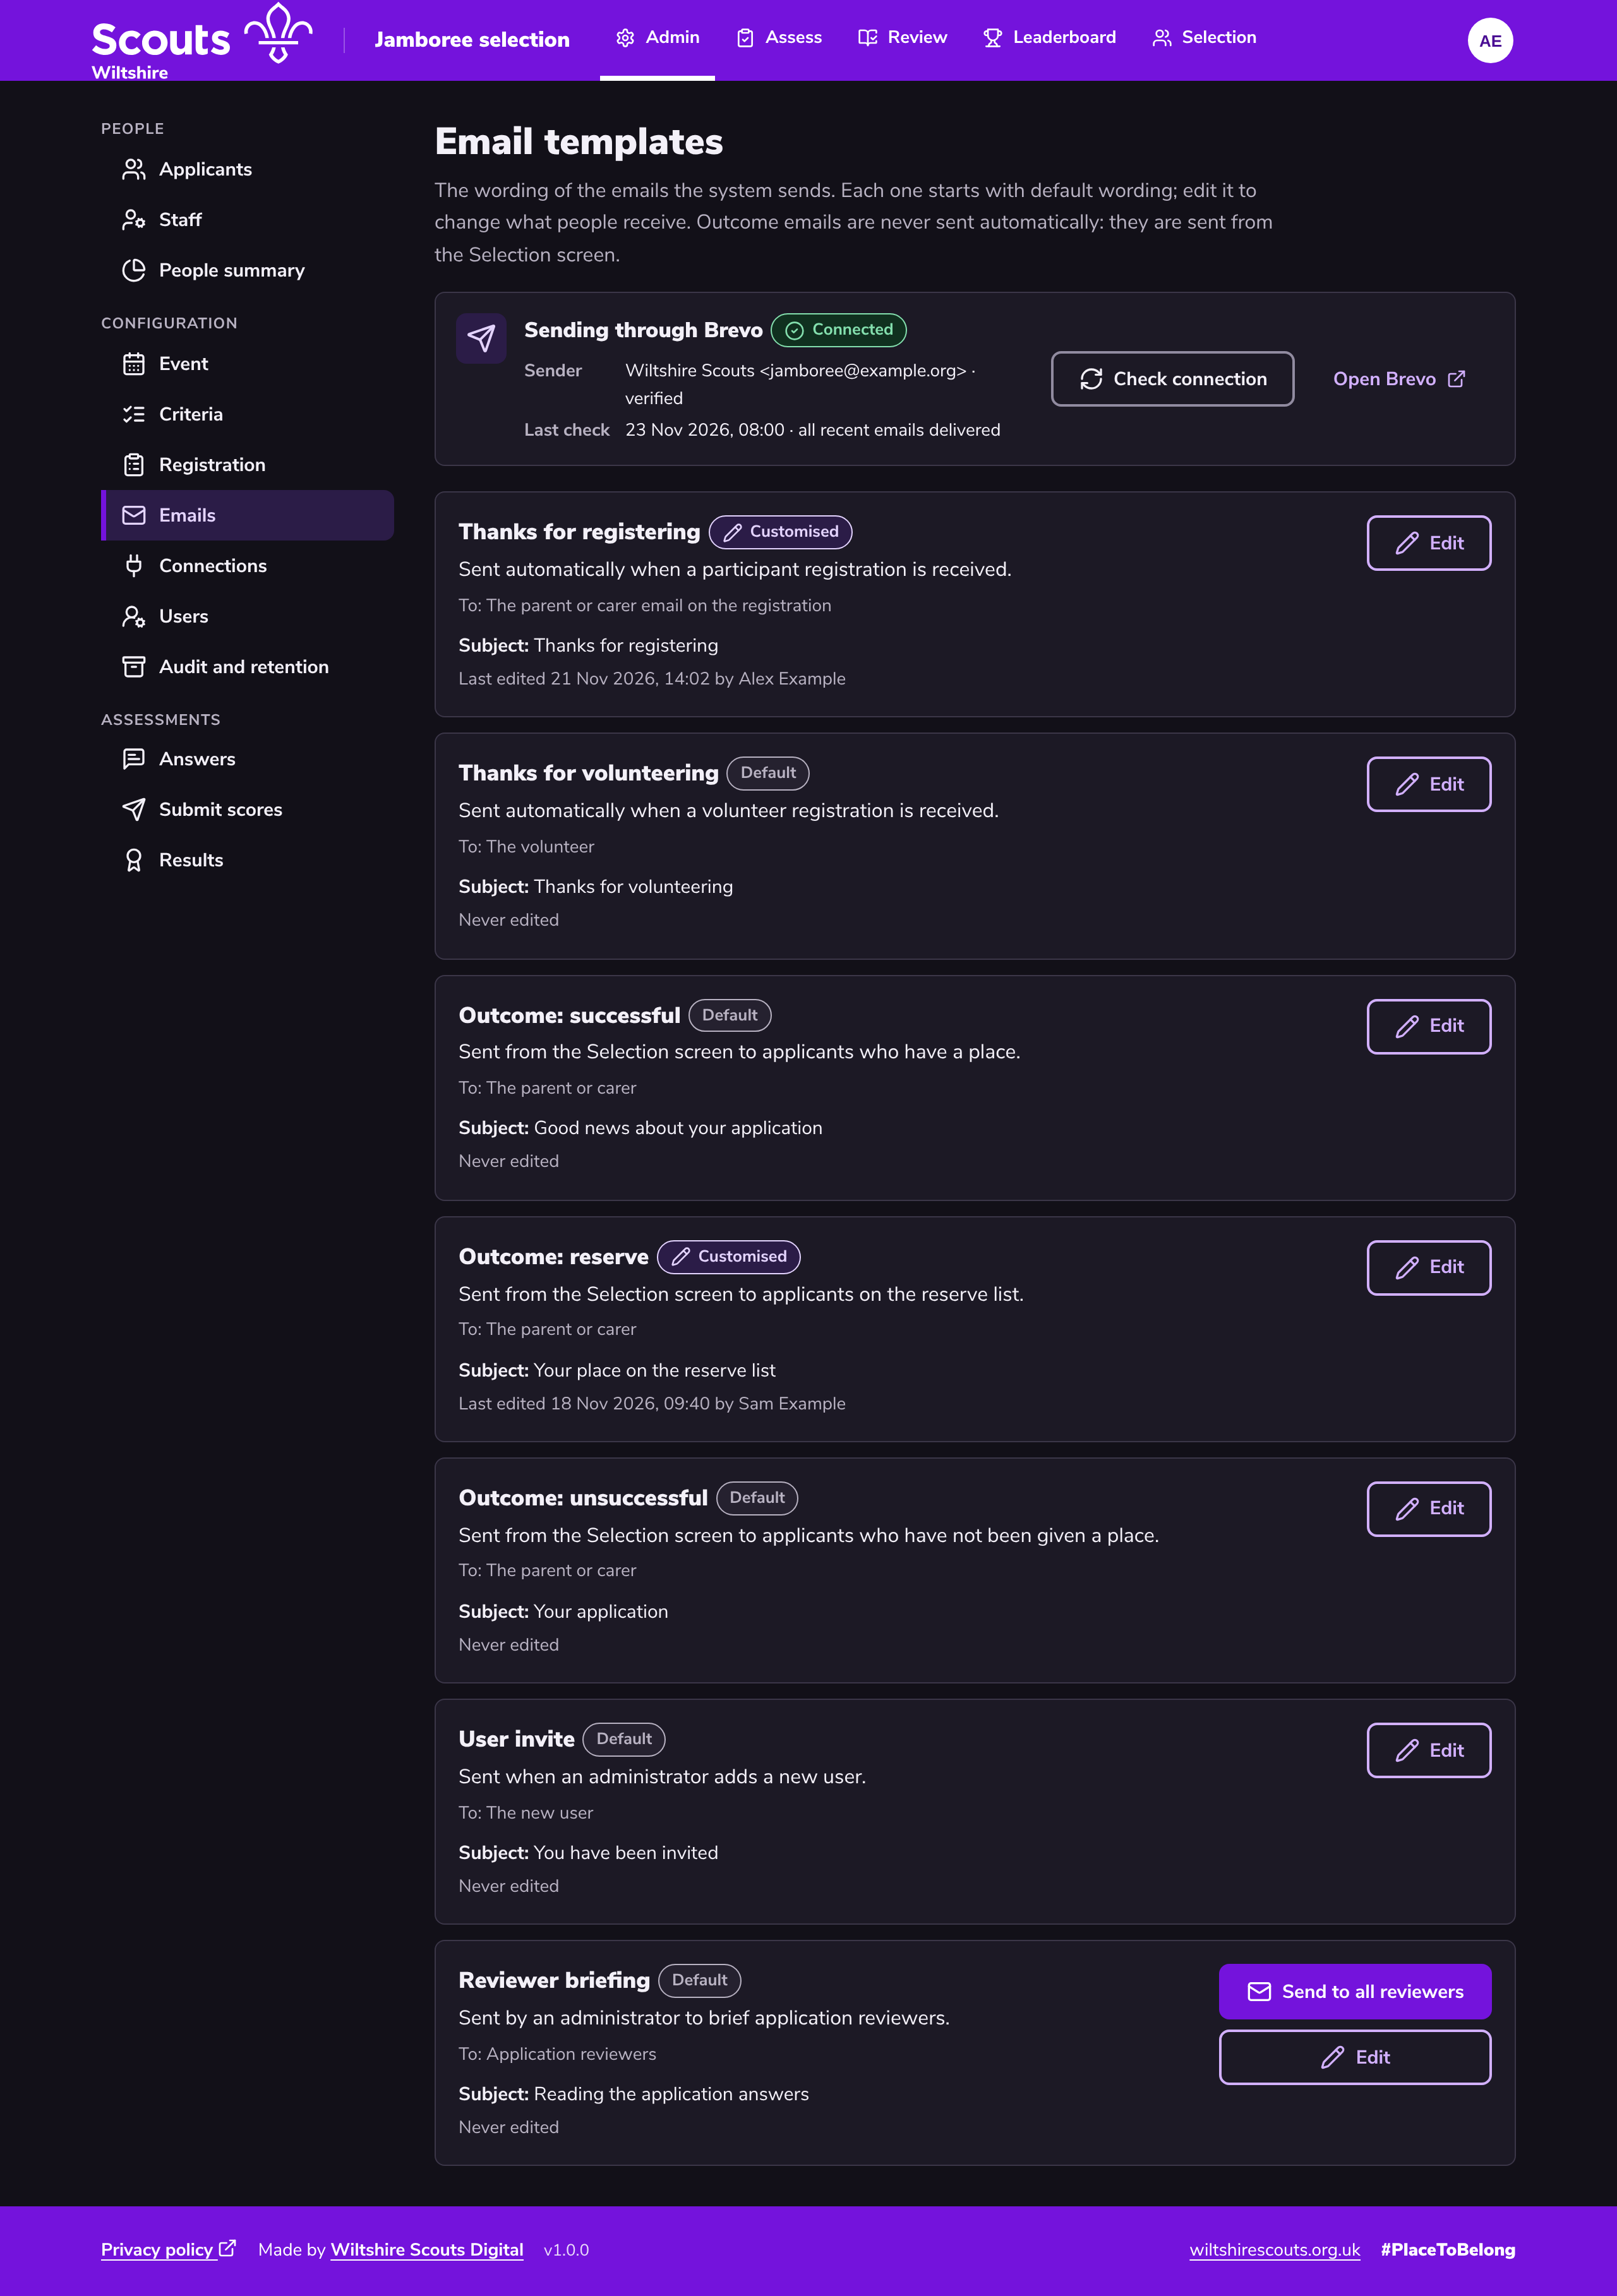 Scouts
Wiltshire
Jamboree selection
Admin
Assess
Review
Leaderboard
Selection
AE
PEOPLE
Applicants
Staff
People summary
CONFIGURATION
Event
Criteria
Registration
Emails
Connections
Users
Audit and retention
ASSESSMENTS
Answers
Submit scores
Results
Email templates
The wording of the emails the system sends. Each one starts with default wording; edit it to
change what people receive. Outcome emails are never sent automatically: they are sent from
the Selection screen.
Sending through Brevo Connected
Sender Wiltshire Scouts <jamboree@example.org> ·
verified
Last check 23 Nov 2026, 08:00 · all recent emails delivered
Check connection
Open Brevo
Thanks for registering Customised
Sent automatically when a participant registration is received.
To: The parent or carer email on the registration
Subject: Thanks for registering
Last edited 21 Nov 2026, 14:02 by Alex Example
Edit
Thanks for volunteering Default
Sent automatically when a volunteer registration is received.
To: The volunteer
Subject: Thanks for volunteering
Never edited
Edit
Outcome: successful Default
Sent from the Selection screen to applicants who have a place.
To: The parent or carer
Subject: Good news about your application
Never edited
Edit
Outcome: reserve Customised
Sent from the Selection screen to applicants on the reserve list.
To: The parent or carer
Subject: Your place on the reserve list
Last edited 18 Nov 2026, 09:40 by Sam Example
Edit
Outcome: unsuccessful Default
Sent from the Selection screen to applicants who have not been given a place.
To: The parent or carer
Subject: Your application
Never edited
Edit
User invite Default
Sent when an administrator adds a new user.
To: The new user
Subject: You have been invited
Never edited
Edit
Reviewer briefing Default
Sent by an administrator to brief application reviewers.
To: Application reviewers
Subject: Reading the application answers
Never edited
Send to all reviewers
Edit
Privacy policy
Made by Wiltshire Scouts Digital
v1.0.0
wiltshirescouts.org.uk
#PlaceToBelong